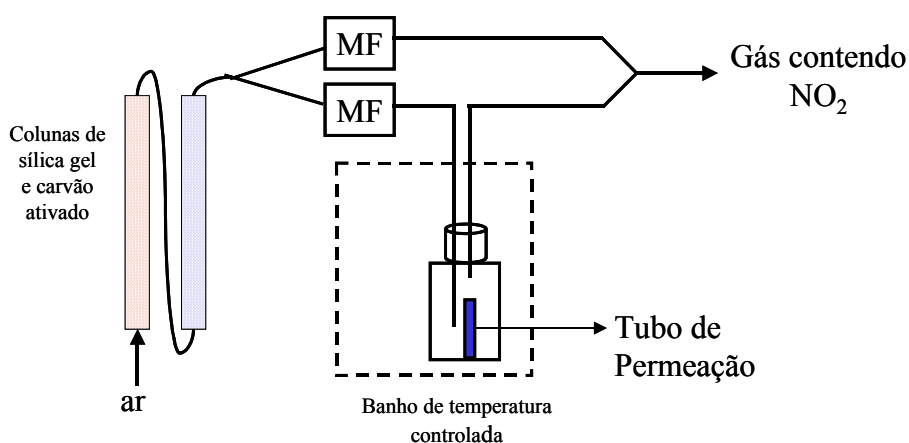 MF
MF
Gás contendo
NO₂
Colunas de
sílica gel
e carvão
ativado
Tubo de
Permeação
ar
Banho de temperatura
controlada